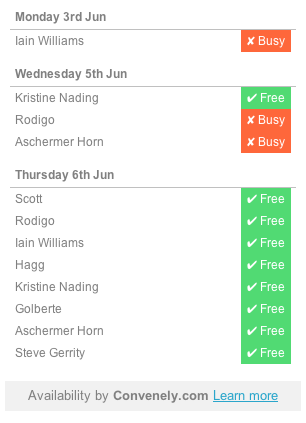 Monday 3rd Jun
Iain Williams ✘ Busy
Wednesday 5th Jun
Kristine Nading ✔ Free
Rodigo ✘ Busy
Aschermer Horn ✘ Busy
Thursday 6th Jun
Scott ✔ Free
Rodigo ✔ Free
Iain Williams ✔ Free
Hagg ✔ Free
Kristine Nading ✔ Free
Golberte ✔ Free
Aschermer Horn ✔ Free
Steve Gerrity ✔ Free
Availability by Convenely.com Learn more